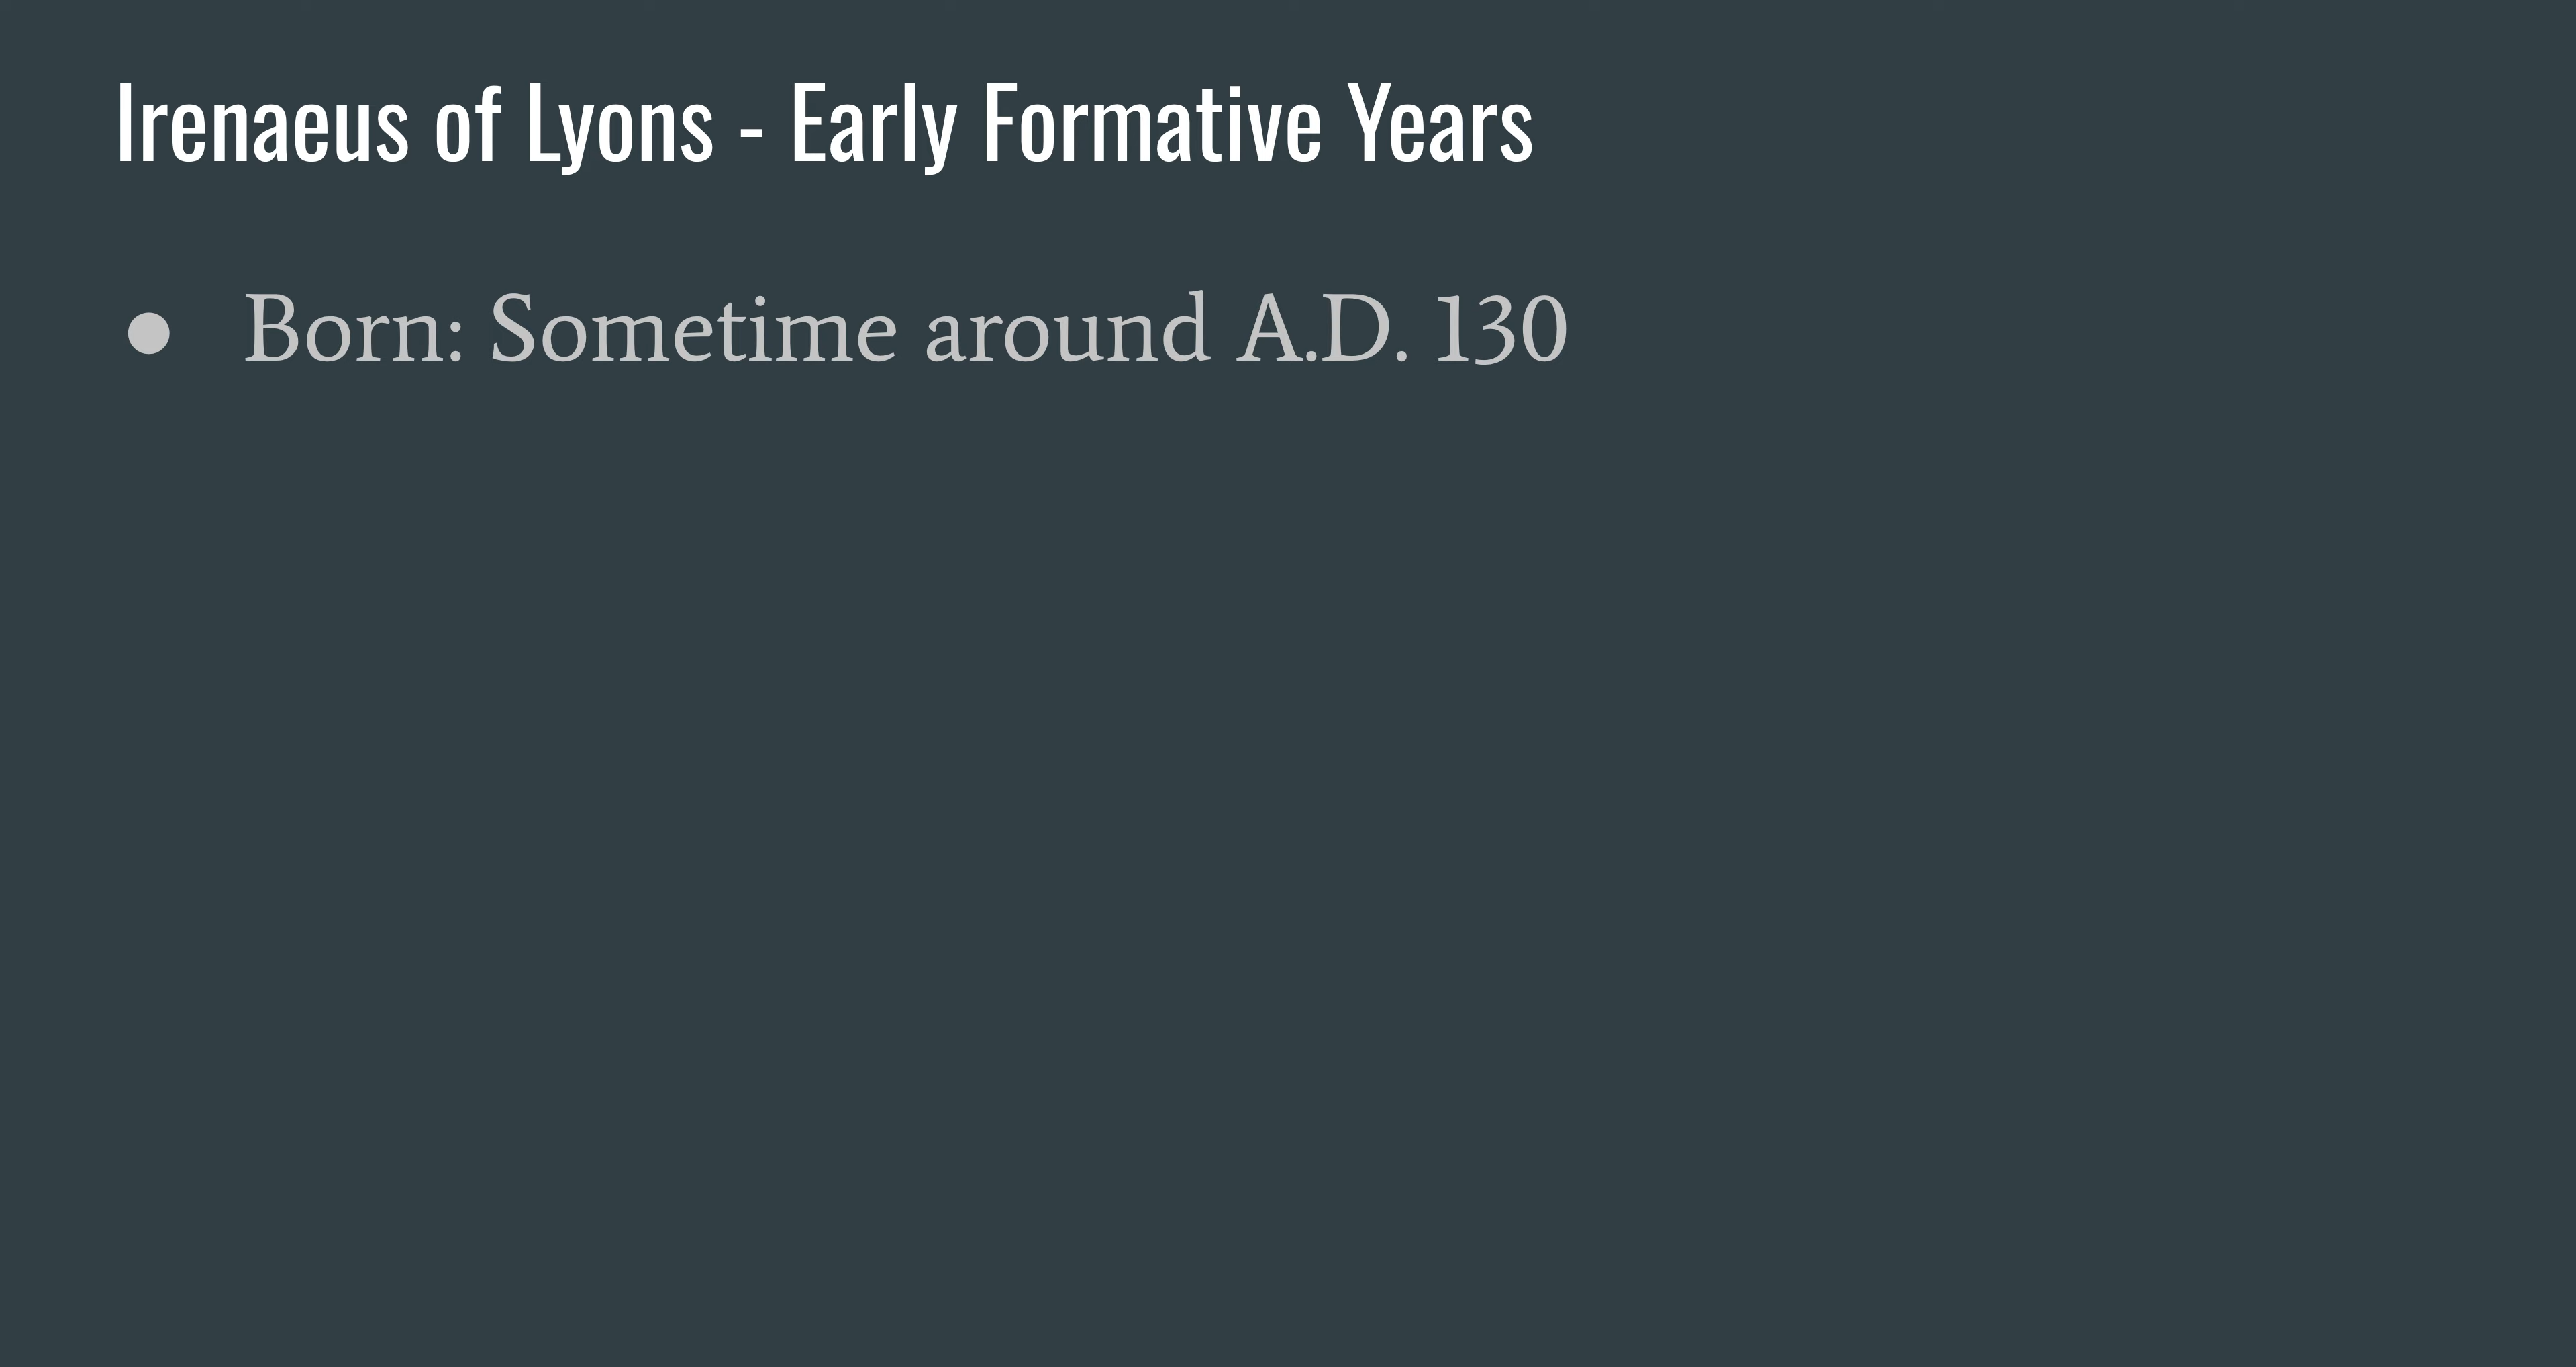 Irenaeus of Lyons - Early Formative Years
● Born: Sometime around A.D. 130